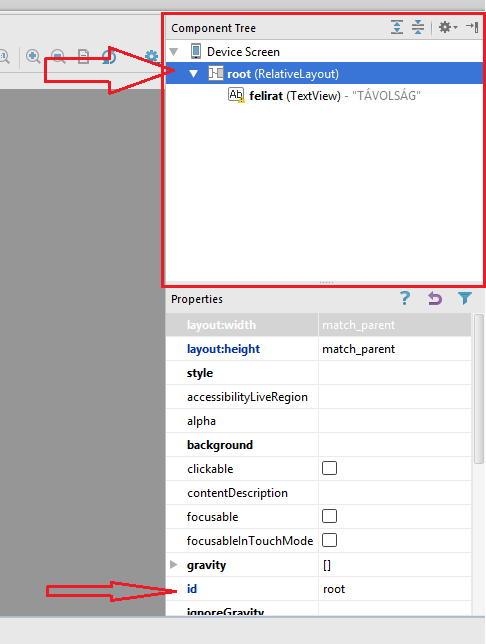 Component Tree
Device Screen
root (RelativeLayout)
Ab felirat (TextView) - "TÁVOLSÁG"
Properties
?
layout:width match_parent
layout:height match_parent
style
accessibilityLiveRegion
alpha
background
clickable
contentDescription
focusable
focusableInTouchMode
gravity []
id root
ignoreGravity